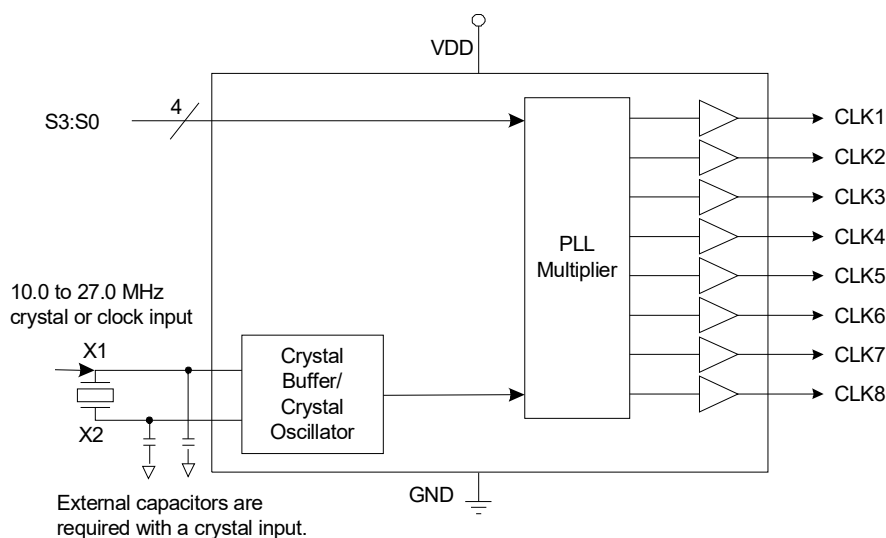 VDD
4
S3:S0
CLK1
CLK2
CLK3
CLK4
CLK5
CLK6
CLK7
CLK8
PLL
Multiplier
10.0 to 27.0 MHz
crystal or clock input
X1
X2
Crystal
Buffer/
Crystal
Oscillator
GND
External capacitors are
required with a crystal input.